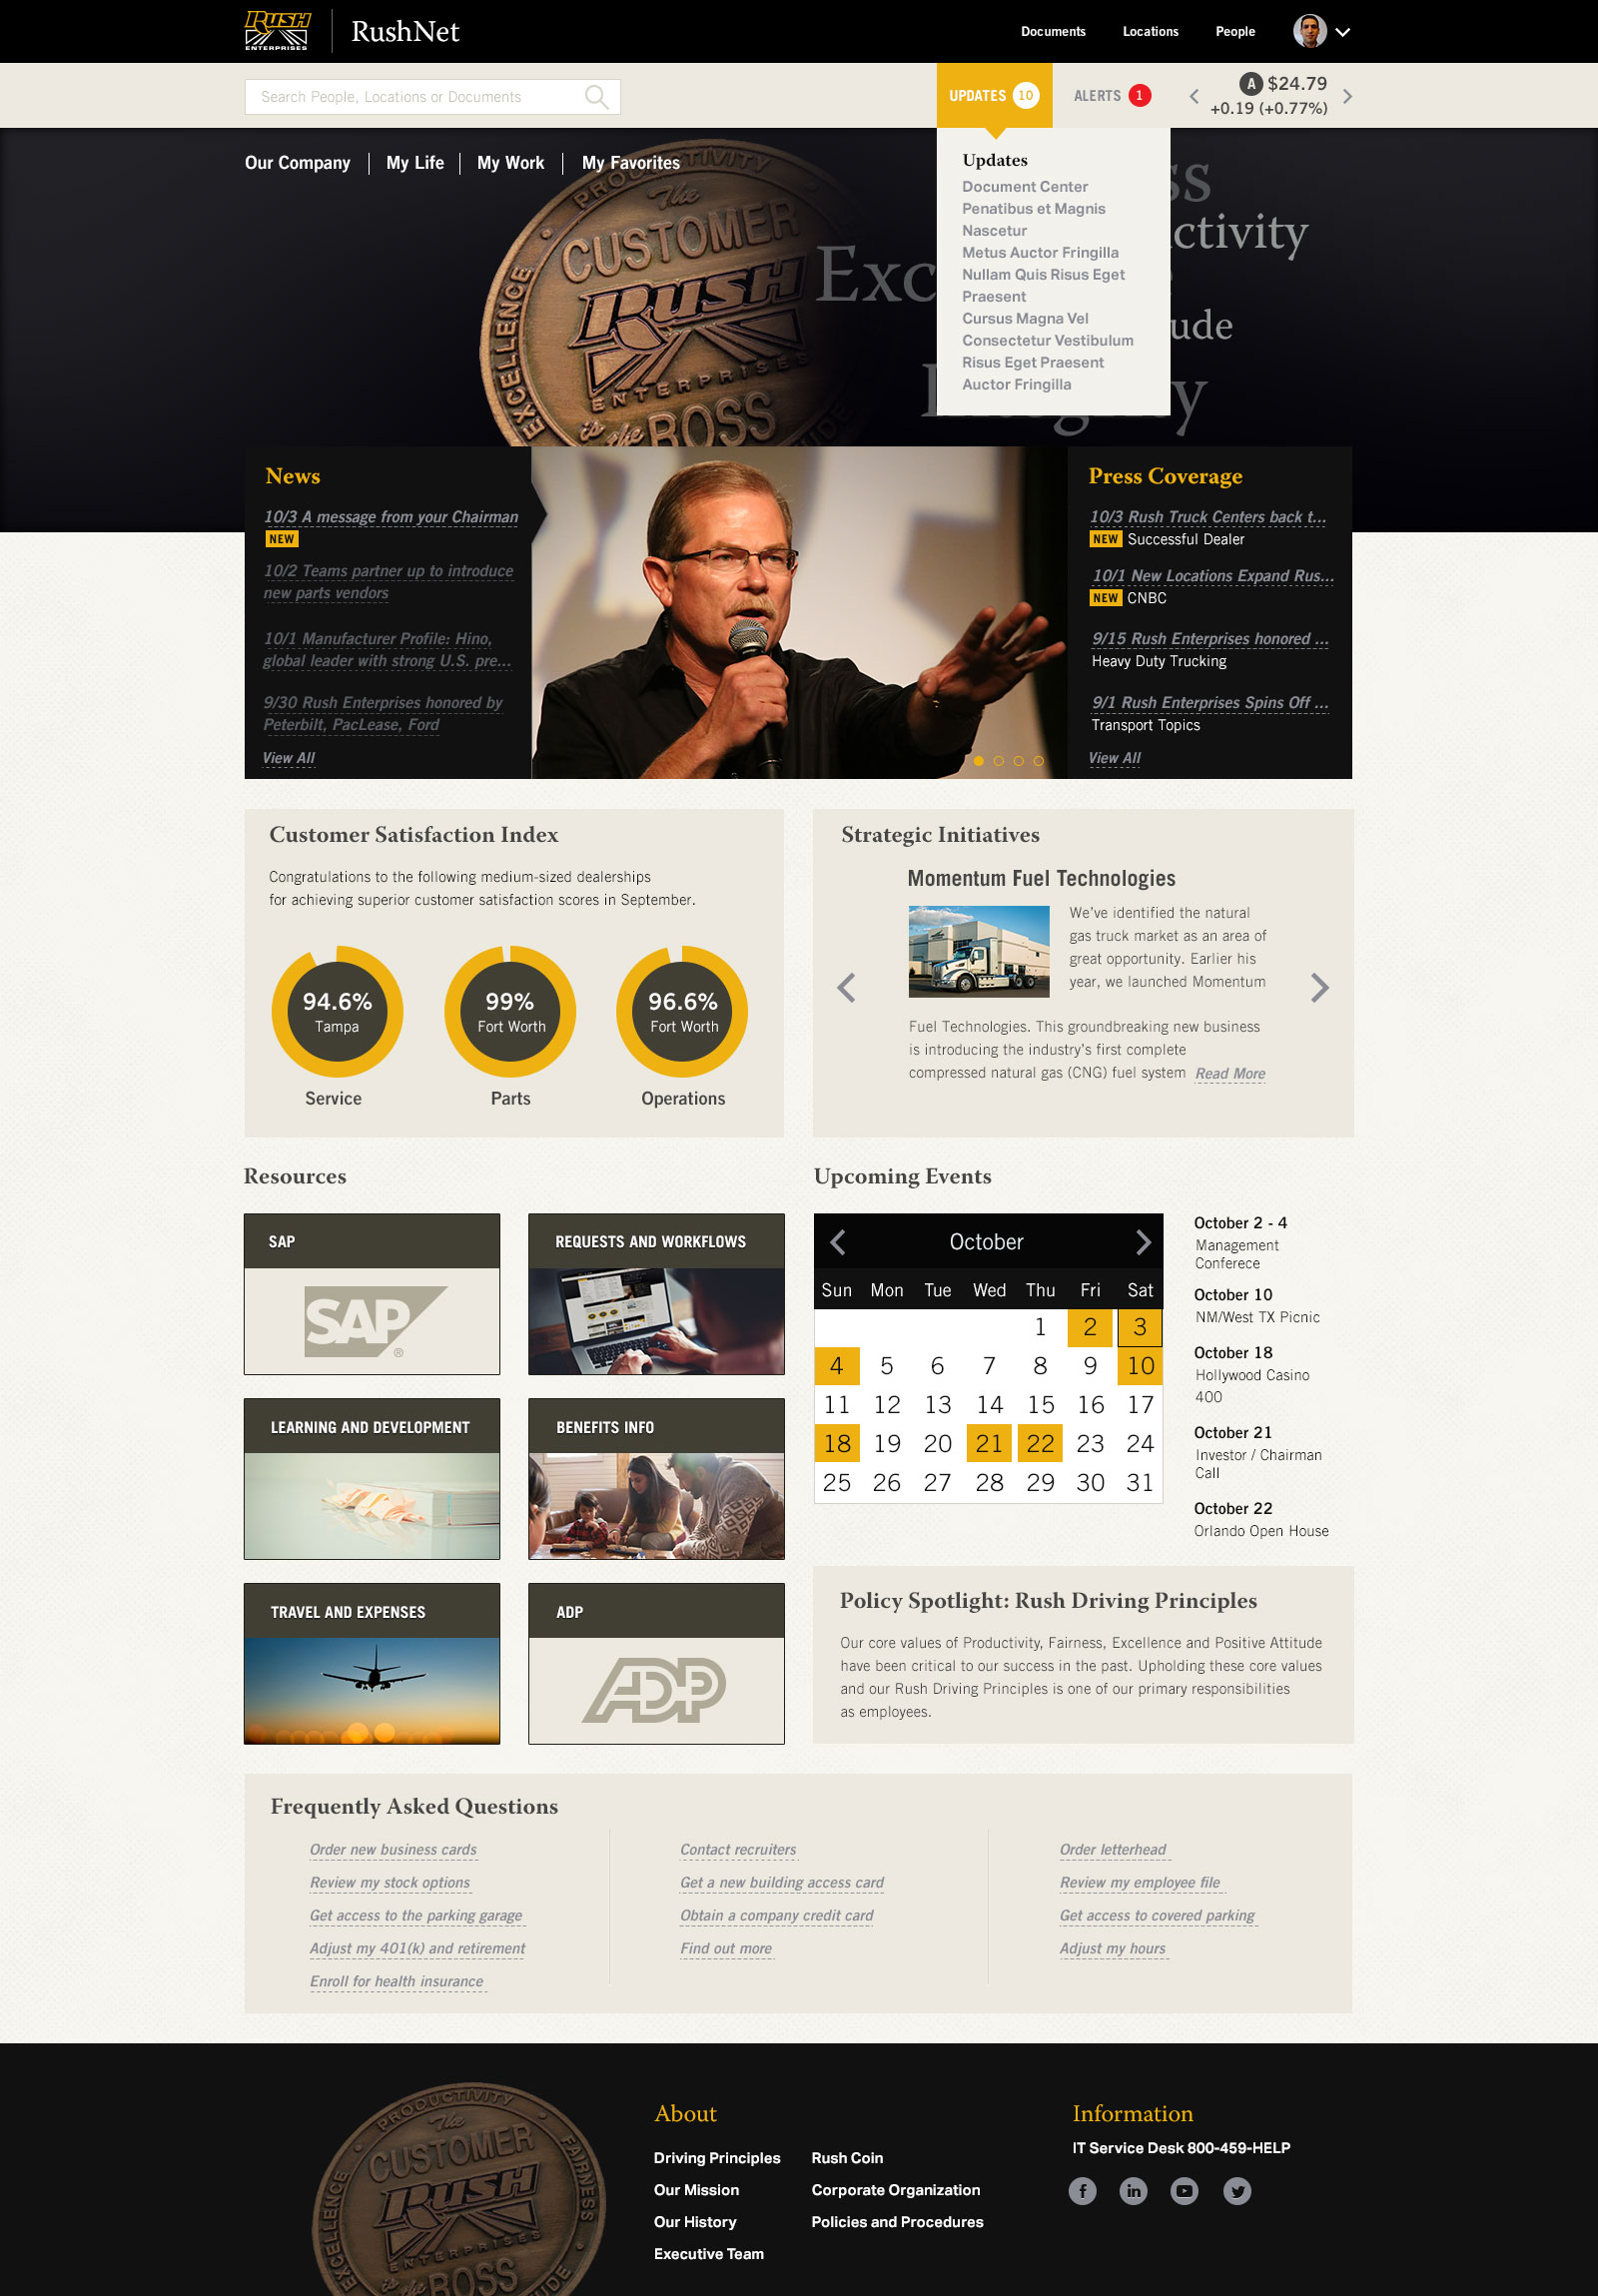 RUSH
ENTERPRISES
RushNet
Documents
Locations
People
Search People, Locations or Documents
UPDATES 10
ALERTS 1
A $24.79
+0.19 (+0.77%)
Our Company
My Life
My Work
My Favorites
Updates
Document Center
Penatibus et Magnis
Nascetur
Metus Auctor Fringilla
Nullam Quis Risus Eget
Praesent
Cursus Magna Vel
Consectetur Vestibulum
Risus Eget Praesent
Auctor Fringilla
PRODUCTIVITY
EXCELLENCE
The
CUSTOMER
RUSH
ENTERPRISES
is the
BOSS
ss
ctivity
Exc
ude
y
News
10/3 A message from your Chairman
NEW
10/2 Teams partner up to introduce
new parts vendors
10/1 Manufacturer Profile: Hino,
global leader with strong U.S. pre...
9/30 Rush Enterprises honored by
Peterbilt, PacLease, Ford
View All
Press Coverage
10/3 Rush Truck Centers back t...
NEW Successful Dealer
10/1 New Locations Expand Rus...
NEW CNBC
9/15 Rush Enterprises honored ...
Heavy Duty Trucking
9/1 Rush Enterprises Spins Off ...
Transport Topics
View All
Customer Satisfaction Index
Congratulations to the following medium-sized dealerships
for achieving superior customer satisfaction scores in September.
94.6%
Tampa
Service
99%
Fort Worth
Parts
96.6%
Fort Worth
Operations
Strategic Initiatives
Momentum Fuel Technologies
We've identified the natural
gas truck market as an area of
great opportunity. Earlier his
year, we launched Momentum
Fuel Technologies. This groundbreaking new business
is introducing the industry's first complete
compressed natural gas (CNG) fuel system Read More
Resources
SAP
SAP ®
REQUESTS AND WORKFLOWS
LEARNING AND DEVELOPMENT
BENEFITS INFO
TRAVEL AND EXPENSES
ADP
ADP
Upcoming Events
October
Sun Mon Tue Wed Thu Fri Sat
1 2 3
4 5 6 7 8 9 10
11 12 13 14 15 16 17
18 19 20 21 22 23 24
25 26 27 28 29 30 31
October 2 - 4
Management
Conferece
October 10
NM/West TX Picnic
October 18
Hollywood Casino
400
October 21
Investor / Chairman
Call
October 22
Orlando Open House
Policy Spotlight: Rush Driving Principles
Our core values of Productivity, Fairness, Excellence and Positive Attitude
have been critical to our success in the past. Upholding these core values
and our Rush Driving Principles is one of our primary responsibilities
as employees.
Frequently Asked Questions
Order new business cards
Review my stock options
Get access to the parking garage
Adjust my 401(k) and retirement
Enroll for health insurance
Contact recruiters
Get a new building access card
Obtain a company credit card
Find out more
Order letterhead
Review my employee file
Get access to covered parking
Adjust my hours
PRODUCTIVITY
FAIRNESS
EXCELLENCE
The
CUSTOMER
RUSH
ENTERPRISES
is the
BOSS
UDE
About
Driving Principles
Our Mission
Our History
Executive Team
Rush Coin
Corporate Organization
Policies and Procedures
Information
IT Service Desk 800-459-HELP